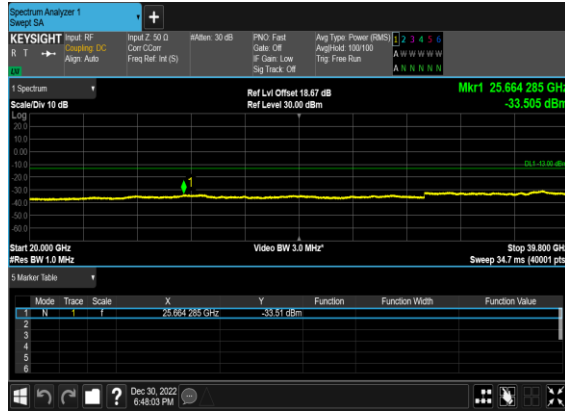 Spectrum Analyzer 1
Swept SA
+
KEYSIGHT Input: RF Input Z: 50 Ω #Atten: 30 dB PNO: Fast Avg Type: Power (RMS) 1 2 3 4 5 6
R T Coupling: DC Corr CCorr Gate: Off Avg|Hold: 100/100 A W W W W W
Align: Auto Freq Ref: Int (S) IF Gain: Low Trig: Free Run
Sig Track: Off A N N N N N
1 Spectrum Ref Lvl Offset 18.67 dB Mkr1 25.664 285 GHz
Scale/Div 10 dB Ref Level 30.00 dBm -33.505 dBm
Log
20.0
10.0
0.00
DL1 -13.00 dBm
-10.0
-20.0
1
-30.0
-40.0
-50.0
-60.0
Start 20.000 GHz Video BW 3.0 MHz* Stop 39.800 GHz
#Res BW 1.0 MHz Sweep 34.7 ms (40001 pts)
5 Marker Table
Mode Trace Scale X Y Function Function Width Function Value
1 N 1 f 25.664 285 GHz -33.51 dBm
2
3
4
5
6
? Dec 30, 2022
6:48:03 PM